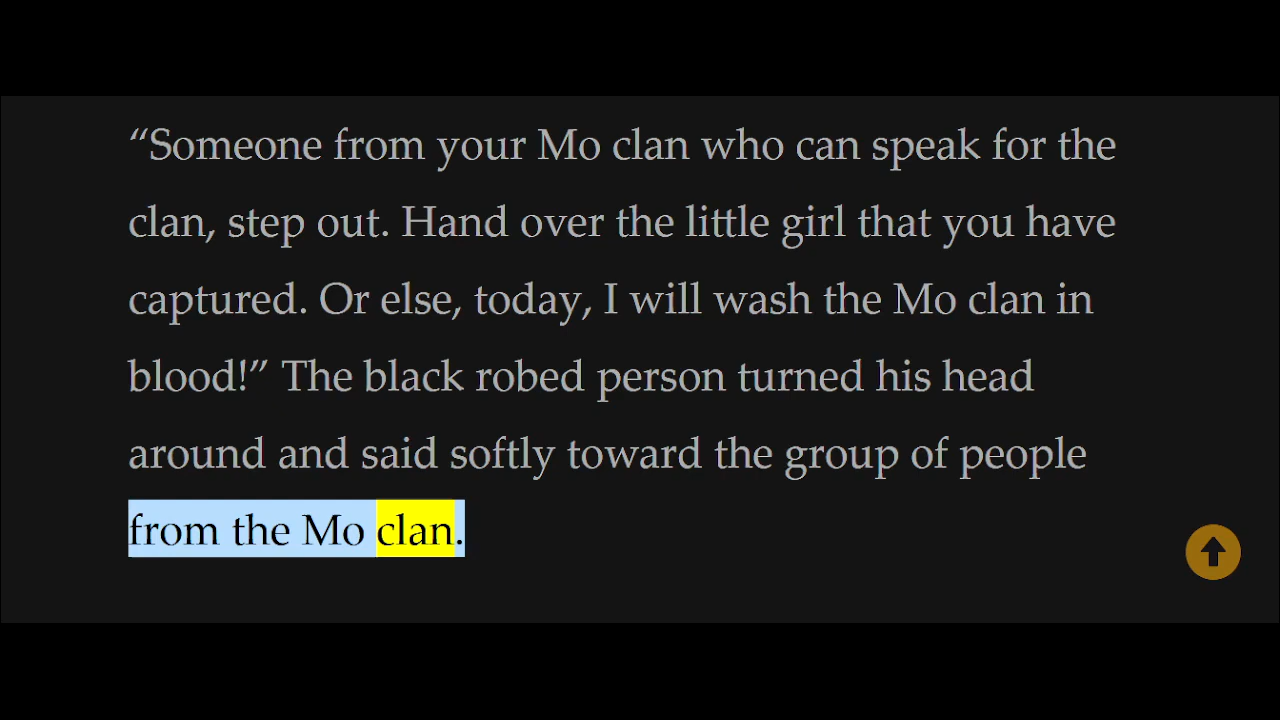 “Someone from your Mo clan who can speak for the
clan, step out. Hand over the little girl that you have
captured. Or else, today, I will wash the Mo clan in
blood!” The black robed person turned his head
around and said softly toward the group of people
from the Mo clan.